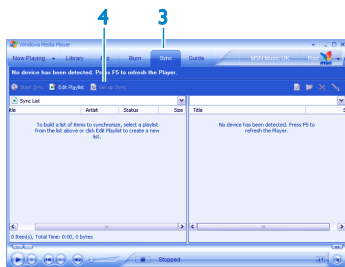 4 3
Windows Media Player
Now Playing Library Rip Burn Sync Guide MSN Music UK
No device has been detected. Press F5 to refresh the Player.
Start Sync Edit Playlist Set up Sync
Sync List
Artist Status Size Title
To build a list of items to synchronize, select a playlist
from the list above or click Edit Playlist to create a new
list.
No device has been detected. Press F5 to
refresh the Player.
0 Item(s), Total Time: 0:00, 0 bytes
Stopped